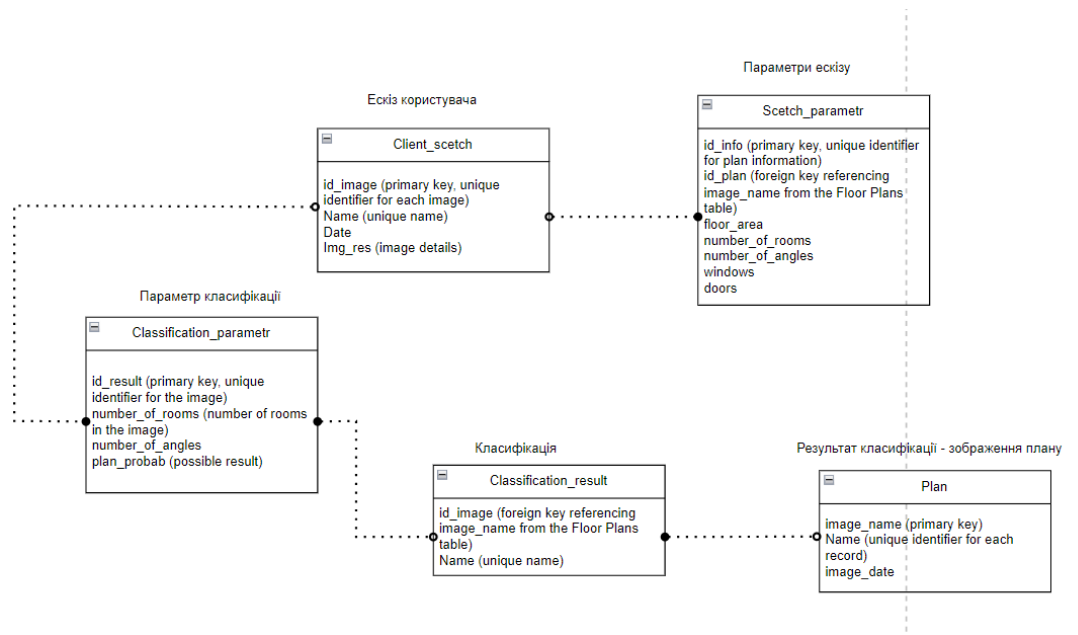 Параметри ескізу
Scetch_parametr
id_info (primary key, unique identifier
for plan information)
id_plan (foreign key referencing
image_name from the Floor Plans
table)
floor_area
number_of_rooms
number_of_angles
windows
doors
Ескіз користувача
Client_scetch
id_image (primary key, unique
identifier for each image)
Name (unique name)
Date
Img_res (image details)
Параметр класифікації
Classification_parametr
id_result (primary key, unique
identifier for the image)
number_of_rooms (number of rooms
in the image)
number_of_angles
plan_probab (possible result)
Класифікація
Classification_result
id_image (foreign key referencing
image_name from the Floor Plans
table)
Name (unique name)
Результат класифікації - зображення плану
Plan
image_name (primary key)
Name (unique identifier for each
record)
image_date